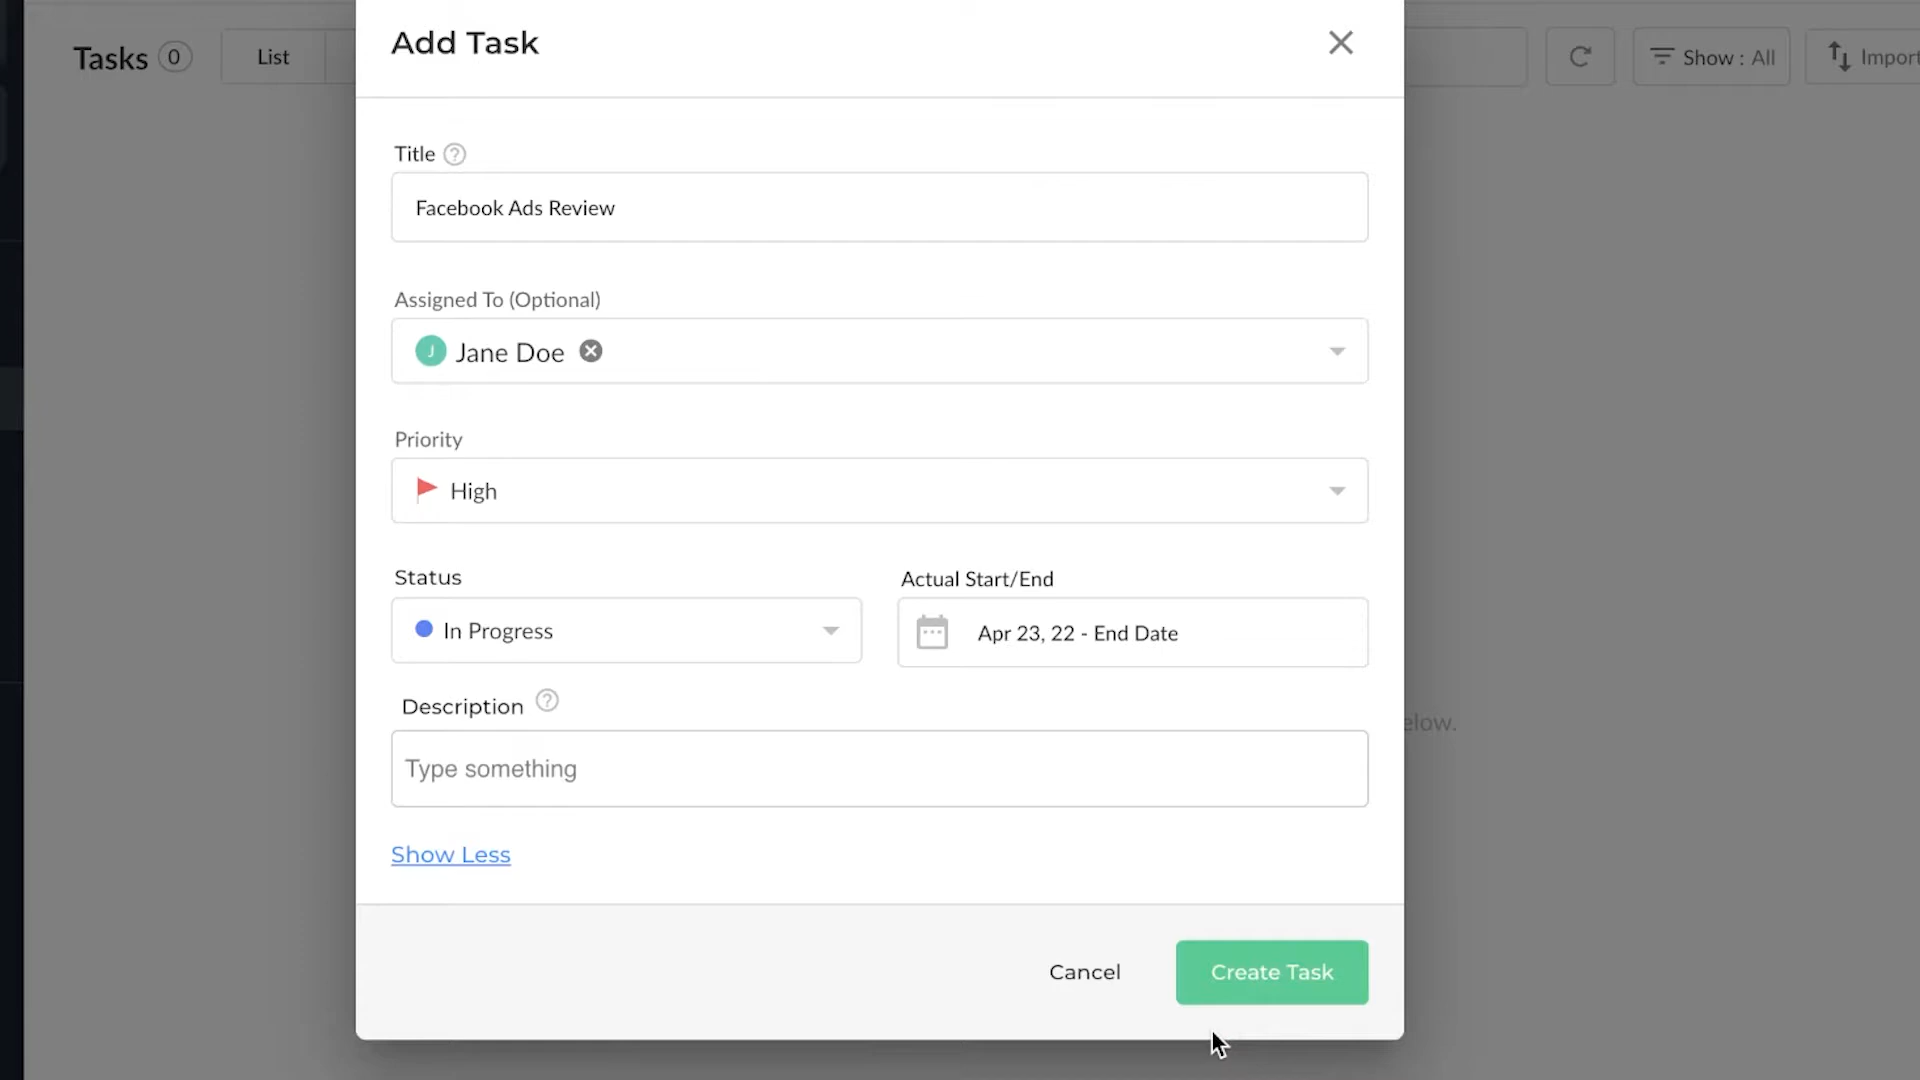 Add Task
Tasks 0 List
Show : All
Import
Title ?
Facebook Ads Review
Assigned To (Optional)
J Jane Doe
Priority
High
Status
Actual Start/End
In Progress
Apr 23, 22 - End Date
elow.
Description ?
Type something
Show Less
Cancel
Create Task